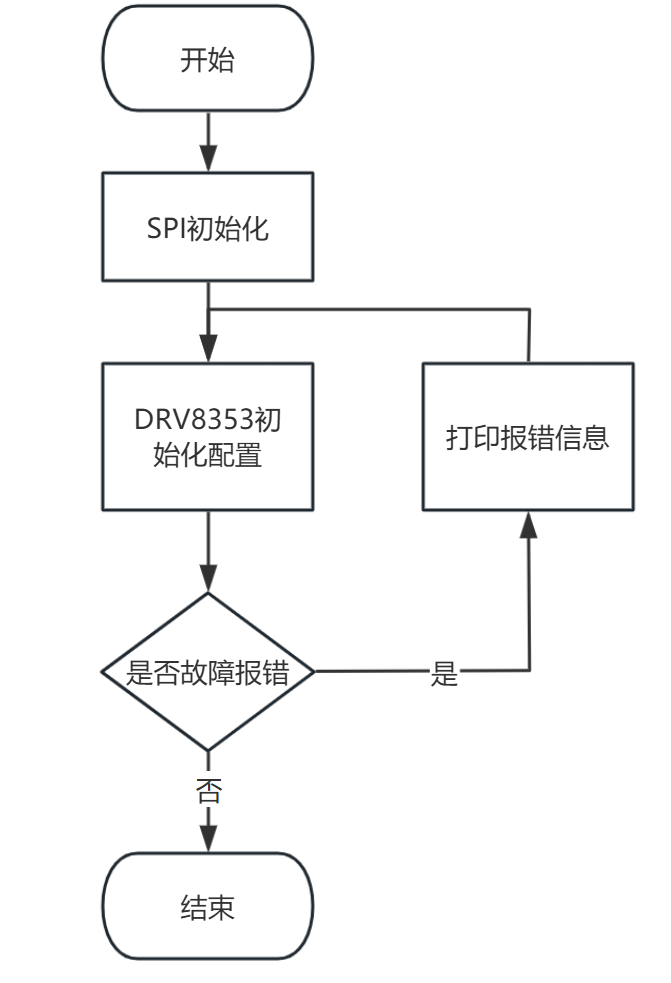 开始
SPI初始化
DRV8353初
始化配置
打印报错信息
是否故障报错
是
否
结束